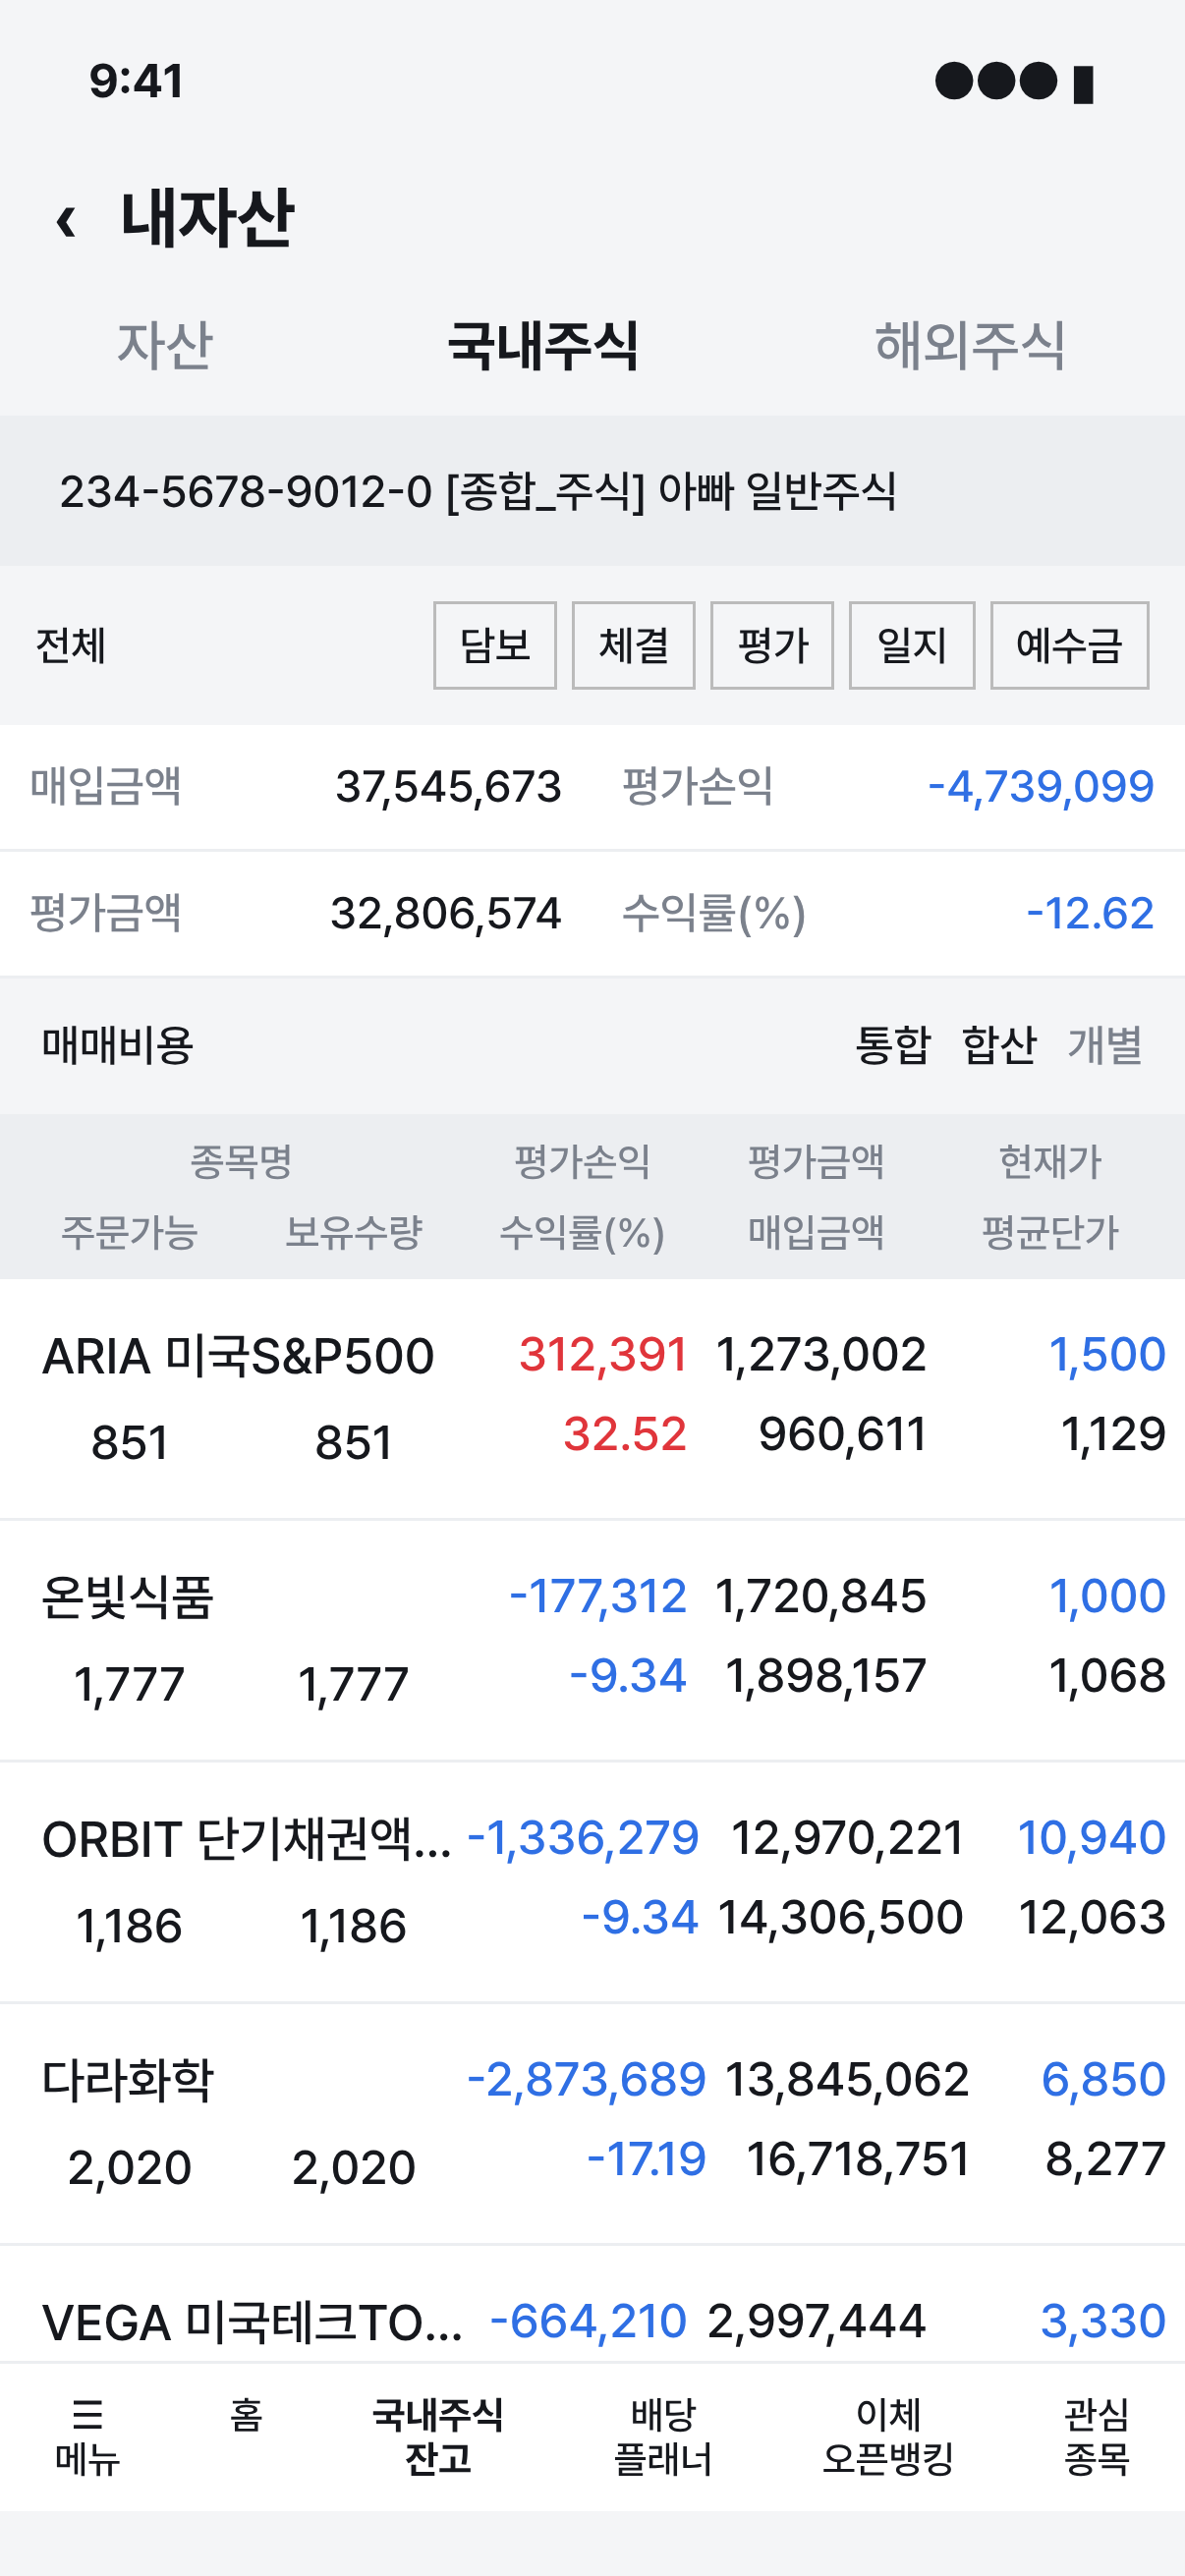 9:41
‹ 내자산
자산 국내주식 해외주식
234-5678-9012-0 [종합_주식] 아빠 일반주식
전체 담보 체결 평가 일지 예수금
매입금액 37,545,673 평가손익 -4,739,099
평가금액 32,806,574 수익률(%) -12.62
매매비용 통합 합산 개별
종목명 평가손익 평가금액 현재가
주문가능 보유수량 수익률(%) 매입금액 평균단가
ARIA 미국S&P500 312,391 1,273,002 1,500
851 851 32.52 960,611 1,129
온빛식품 -177,312 1,720,845 1,000
1,777 1,777 -9.34 1,898,157 1,068
ORBIT 단기채권액... -1,336,279 12,970,221 10,940
1,186 1,186 -9.34 14,306,500 12,063
다라화학 -2,873,689 13,845,062 6,850
2,020 2,020 -17.19 16,718,751 8,277
VEGA 미국테크TO... -664,210 2,997,444 3,330
☰ 홈 국내주식 배당 이체 관심
메뉴 잔고 플래너 오픈뱅킹 종목